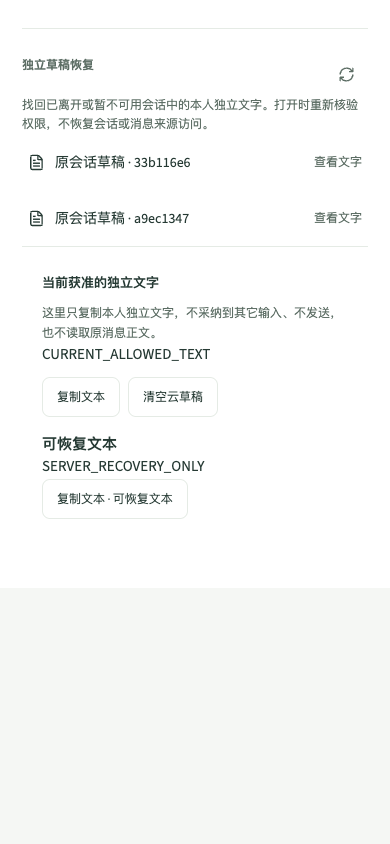 独立草稿恢复
找回已离开或暂不可用会话中的本人独立文字。打开时重新核验
权限，不恢复会话或消息来源访问。
原会话草稿 · 33b116e6 查看文字
原会话草稿 · a9ec1347 查看文字
当前获准的独立文字
这里只复制本人独立文字，不采纳到其它输入、不发送，
也不读取原消息正文。
CURRENT_ALLOWED_TEXT
复制文本 清空云草稿
可恢复文本
SERVER_RECOVERY_ONLY
复制文本 · 可恢复文本